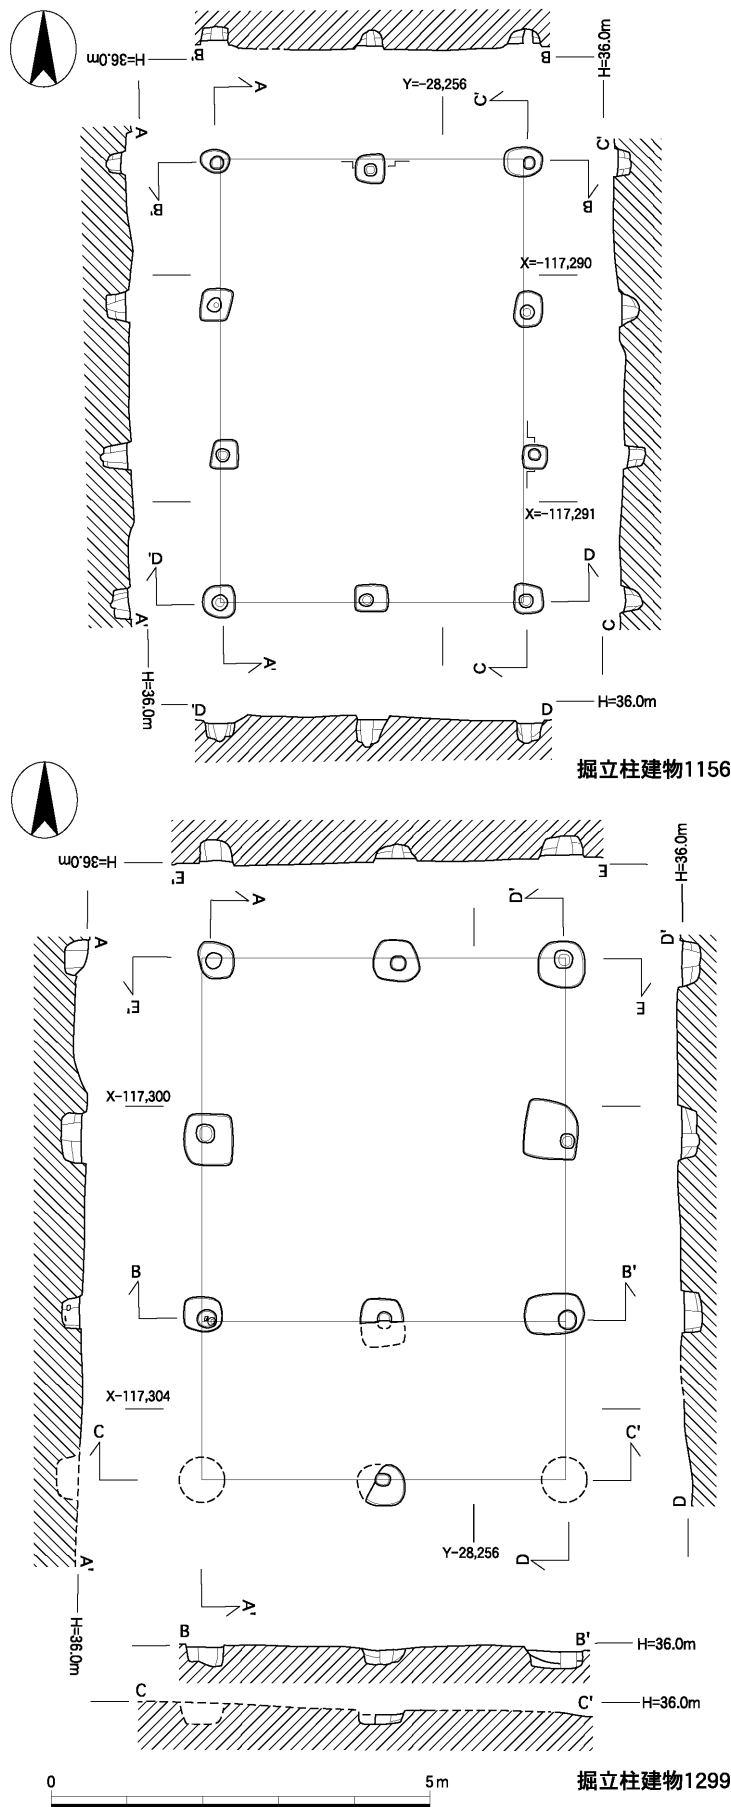 H=36.0m
B'
B
H=36.0m
A
Y=-28,256
C'
A
C'
B'
B
X=-117,290
X=-117,291
'D
D
A'
C
A'
C
H=36.0m
'D
D
H=36.0m
掘立柱建物1156
H=36.0m
E'
E
H=36.0m
A
D'
A
D'
E'
E
X-117,300
B
B'
X-117,304
C
C'
Y-28,256
D
D
A'
A'
H=36.0m
B
B'
H=36.0m
C
C'
H=36.0m
掘立柱建物1299
0
5m